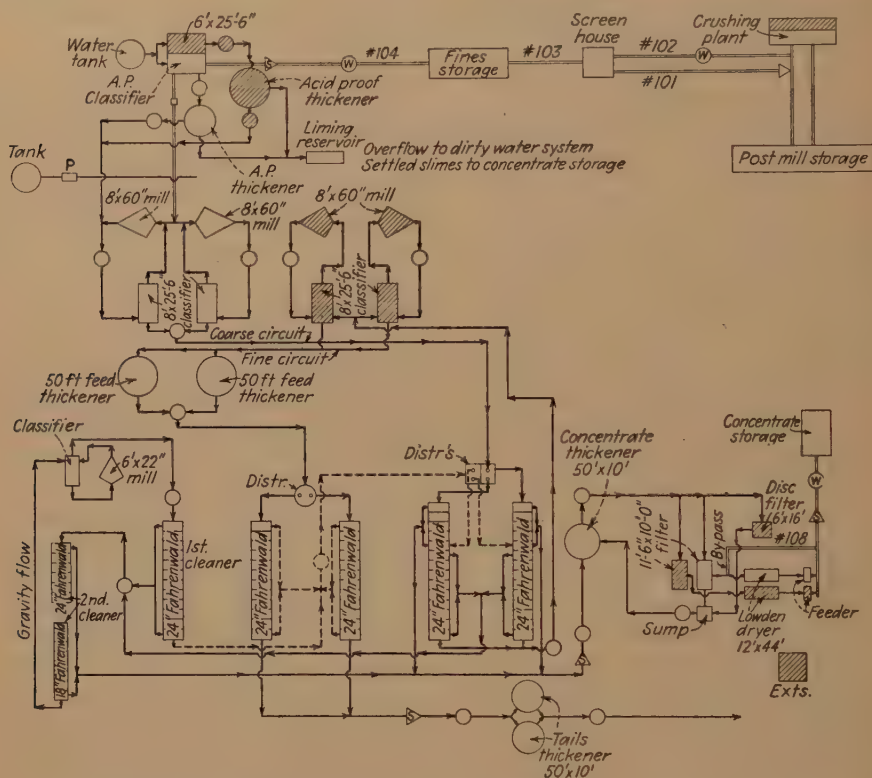 6'x25'-6"
Water
tank
A.P.
Classifier
S
W
#104
Fines
storage
#103
Screen
house
#102
W
#101
Crushing
plant
Acid proof
thickener
Liming
reservoir
Post mill storage
Overflow to dirty water system
Settled slimes to concentrate storage
A.P.
thickener
Tank
P
8'x60" mill
8'x60"
mill
8'x60" mill
8'x25'-6"
classifier
8'x25'-6"
classifier
Coarse circuit
Fine circuit
50 ft feed
thickener
50 ft feed
thickener
Classifier
6'x22"
mill
Distr.
Distr's
Concentrate
thickener
50'x10'
Concentrate
storage
W
S
Disc
filter
6'x16'
#108
By-pass
11'-6"x10'-0"
filter
Lowden
dryer
12'x44'
Feeder
Sump
Exts.
Gravity flow
24" Fahrenwald
2nd.
cleaner
18" Fahrenwald
1st.
cleaner
24" Fahrenwald
24" Fahrenwald
24" Fahrenwald
24" Fahrenwald
24" Fahrenwald
S
S
Tails
thickener
50'x10'